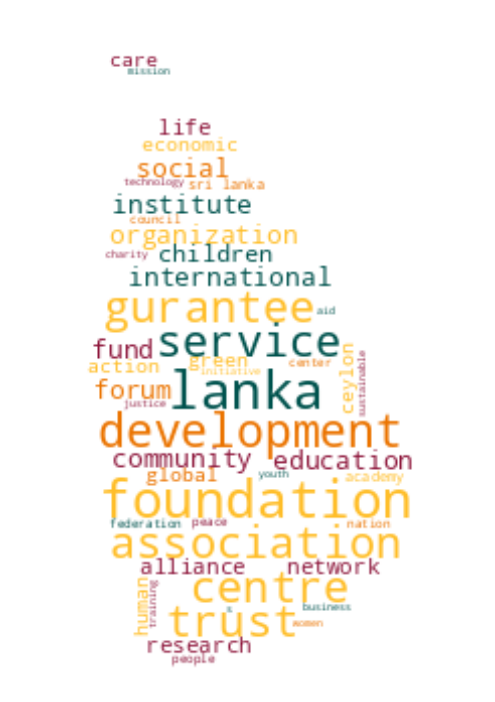 care
mission
life
economic
social
technology sri lanka
institute
council
organization
charity children
international
gurantee aid
service
fund
green center
action initiative
ceylon
sustainable
forum lanka
justice
development
community education
global youth academy
foundation
federation peace nation
association
alliance network
centre
human
training
s business
trust women
research
people